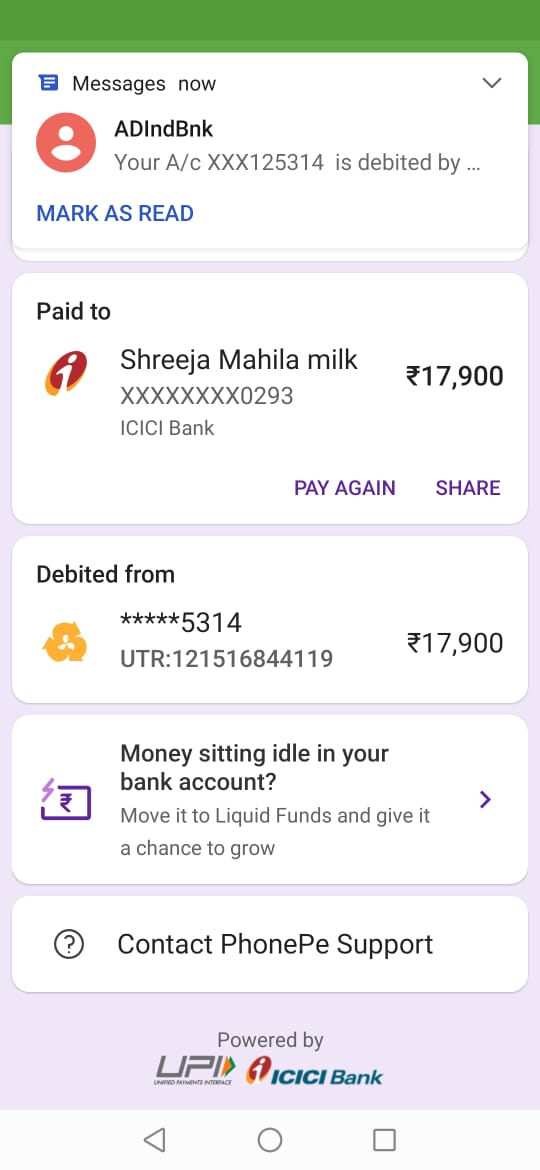 Messages now
ADIndBnk
Your A/c XXX125314 is debited by ...
MARK AS READ
Paid to
Shreeja Mahila milk
₹17,900
XXXXXXXX0293
ICICI Bank
PAY AGAIN SHARE
Debited from
*****5314
₹17,900
UTR:121516844119
Money sitting idle in your
bank account?
Move it to Liquid Funds and give it
a chance to grow
Contact PhonePe Support
Powered by
UPI ICICI Bank
UNIFIED PAYMENTS INTERFACE